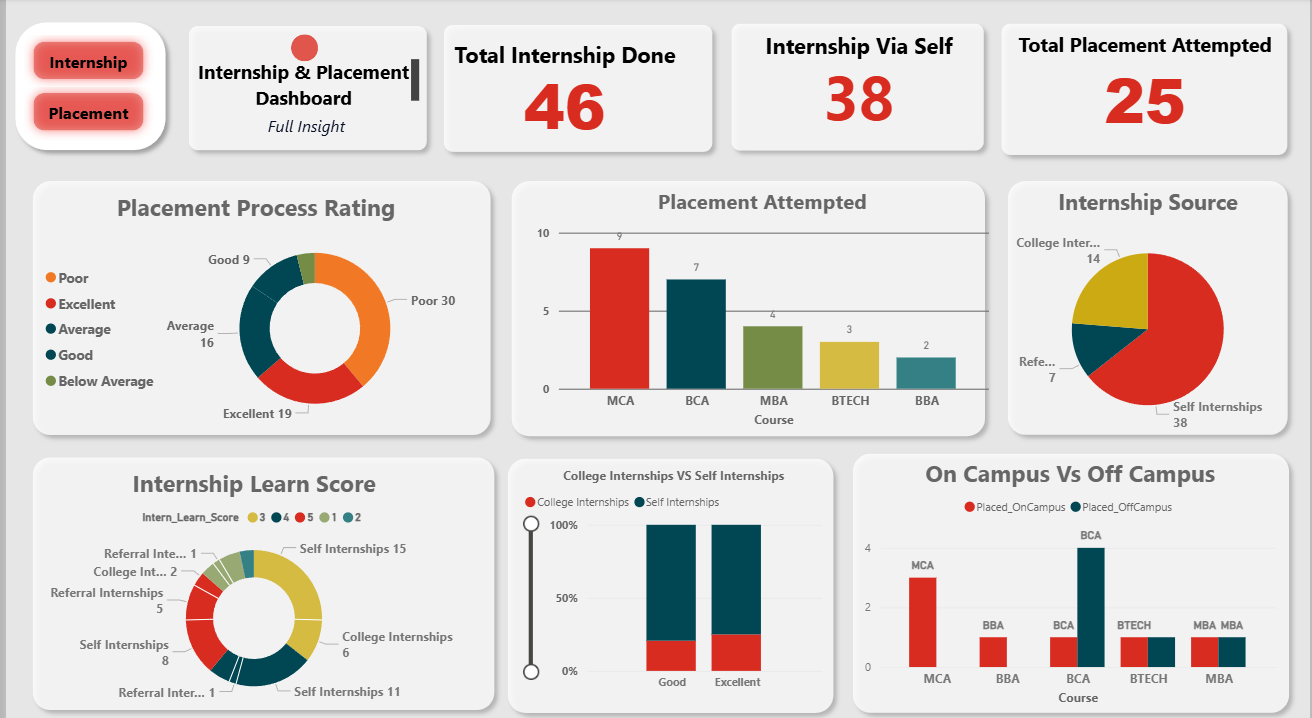 Internship
Placement
Internship & Placement
Dashboard
Full Insight
Total Internship Done
46
Internship Via Self
38
Total Placement Attempted
25
Placement Process Rating
Poor
Excellent
Average
Good
Below Average
Good 9
Poor 30
Average
16
Excellent 19
Placement Attempted
10
5
0
9
7
4
3
2
MCA
BCA
MBA
BTECH
BBA
Course
Internship Source
College Inter...
14
Refe...
7
Self Internships
38
Internship Learn Score
Intern_Learn_Score 3 4 5 1 2
Referral Inte... 1
Self Internships 15
College Int... 2
Referral Internships
5
College Internships
6
Self Internships
8
Referral Inter... 1
Self Internships 11
College Internships VS Self Internships
College Internships Self Internships
100%
50%
0%
Good
Excellent
On Campus Vs Off Campus
Placed_OnCampus Placed_OffCampus
4
2
0
MCA
BBA
BCA
BCA
BTECH
MBA MBA
MCA
BBA
BCA
BTECH
MBA
Course